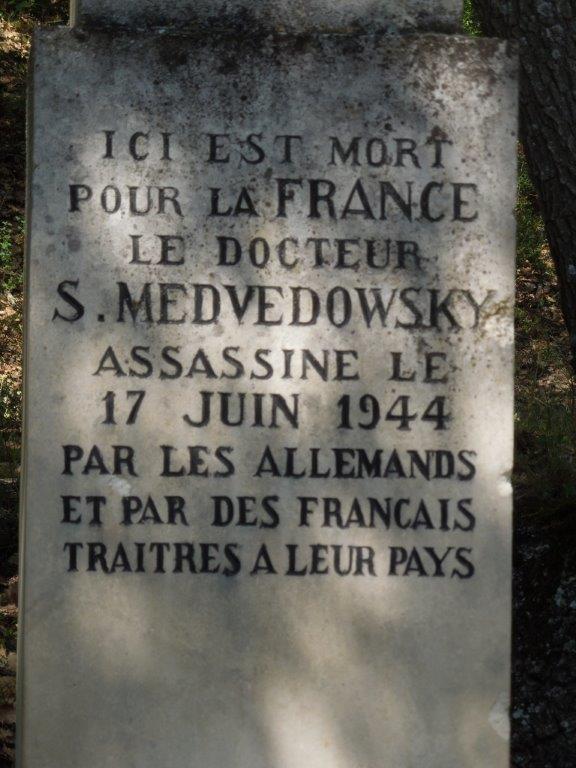 ICI EST MORT
POUR LA FRANCE
LE DOCTEUR
S. MEDVEDOWSKY
ASSASSINE LE
17 JUIN 1944
PAR LES ALLEMANDS
ET PAR DES FRANCAIS
TRAITRES A LEUR PAYS